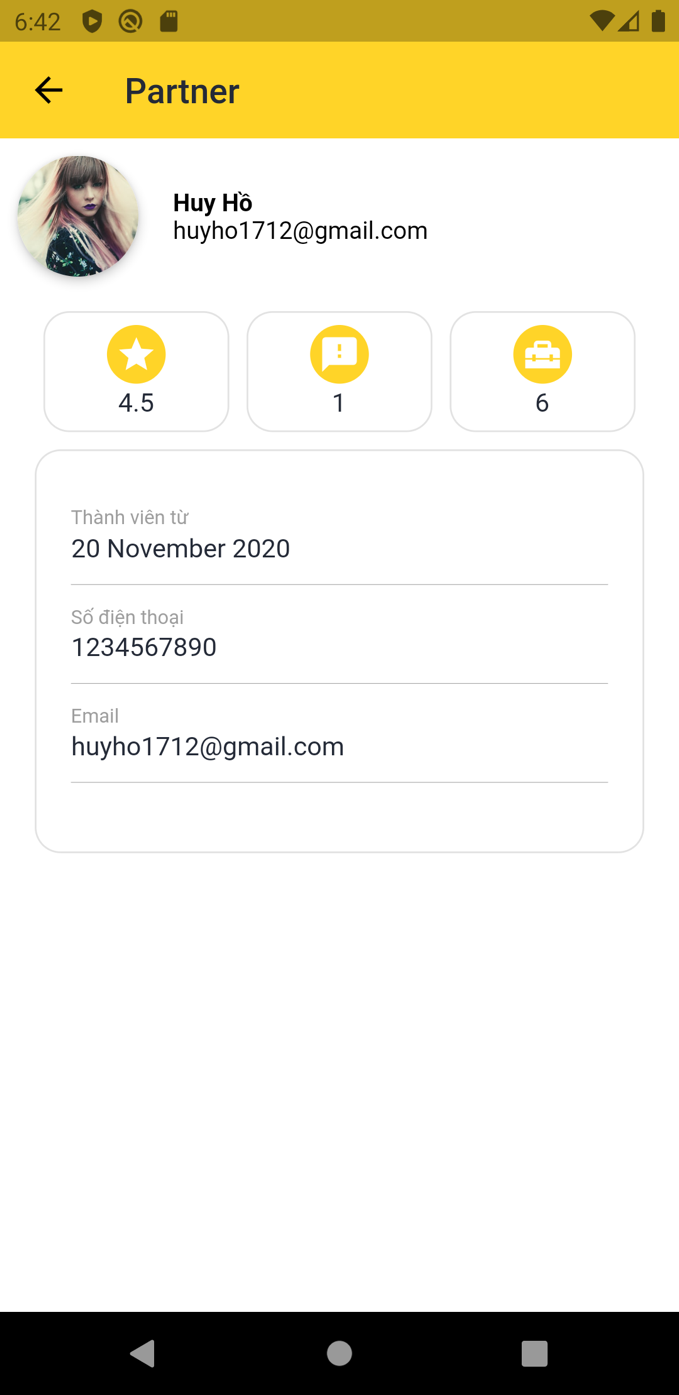 6:42
Partner
Huy Hồ
huyho1712@gmail.com
4.5
1
6
Thành viên từ
20 November 2020
Số điện thoại
1234567890
Email
huyho1712@gmail.com